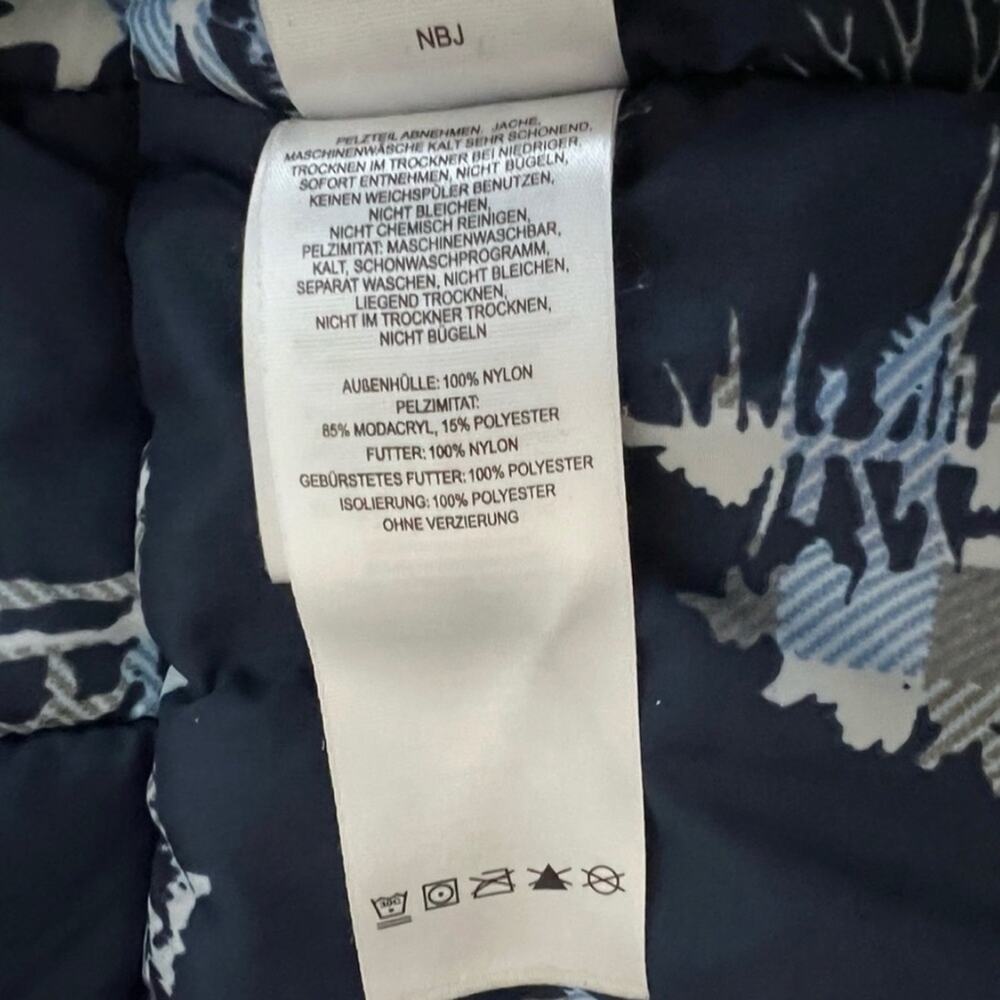 NBJ
PELZTEIL ABNEHMEN, JACHE,
MASCHINENWÄSCHE KALT SEHR SCHONEND,
TROCKNEN IM TROCKNER BEI NIEDRIGER,
SOFORT ENTNEHMEN, NICHT BÜGELN,
KEINEN WEICHSPÜLER BENUTZEN,
NICHT BLEICHEN,
NICHT CHEMISCH REINIGEN,
PELZIMITAT: MASCHINENWASCHBAR,
KALT, SCHONWASCHPROGRAMM,
SEPARAT WASCHEN, NICHT BLEICHEN,
LIEGEND TROCKNEN,
NICHT IM TROCKNER TROCKNEN,
NICHT BÜGELN
AUßENHÜLLE: 100% NYLON
PELZIMITAT:
85% MODACRYL, 15% POLYESTER
FUTTER: 100% NYLON
GEBÜRSTETES FUTTER: 100% POLYESTER
ISOLIERUNG: 100% POLYESTER
OHNE VERZIERUNG
30C